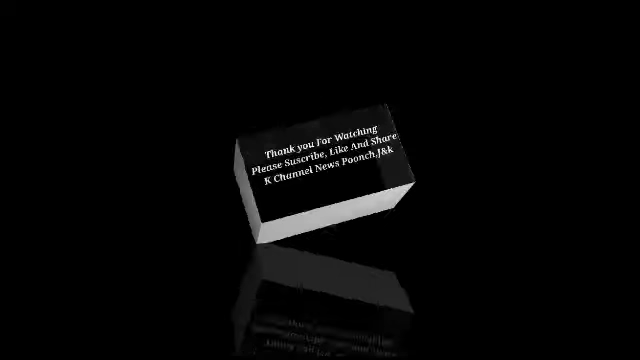 Thank you For Watching
Please Suscribe, Like And Share
K Channel News Poonch,J&k